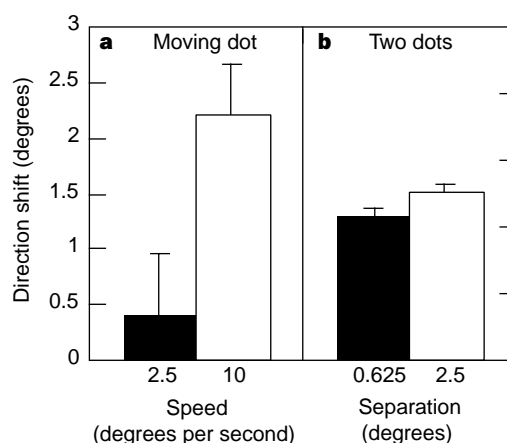 a Moving dot
b Two dots
Direction shift (degrees)
3
2.5
2
1.5
1
0.5
0
2.5 10
0.625 2.5
Speed
(degrees per second)
Separation
(degrees)